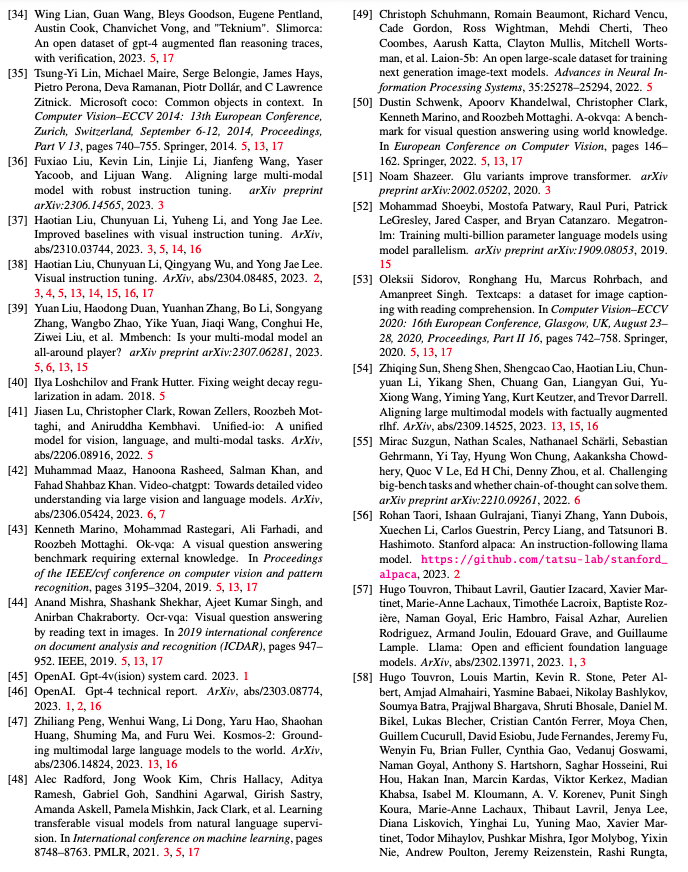 [34] Wing Lian, Guan Wang, Bleys Goodson, Eugene Pentland,
Austin Cook, Chanvichet Vong, and "Teknium". Slimorca:
An open dataset of gpt-4 augmented flan reasoning traces,
with verification, 2023. 5, 17
[35] Tsung-Yi Lin, Michael Maire, Serge Belongie, James Hays,
Pietro Perona, Deva Ramanan, Piotr Dollár, and C Lawrence
Zitnick. Microsoft coco: Common objects in context. In
Computer Vision–ECCV 2014: 13th European Conference,
Zurich, Switzerland, September 6-12, 2014, Proceedings,
Part V 13, pages 740–755. Springer, 2014. 5, 13, 17
[36] Fuxiao Liu, Kevin Lin, Linjie Li, Jianfeng Wang, Yaser
Yacoob, and Lijuan Wang. Aligning large multi-modal
model with robust instruction tuning. arXiv preprint
arXiv:2306.14565, 2023. 3
[37] Haotian Liu, Chunyuan Li, Yuheng Li, and Yong Jae Lee.
Improved baselines with visual instruction tuning. ArXiv,
abs/2310.03744, 2023. 3, 5, 14, 16
[38] Haotian Liu, Chunyuan Li, Qingyang Wu, and Yong Jae Lee.
Visual instruction tuning. ArXiv, abs/2304.08485, 2023. 2,
3, 4, 5, 13, 14, 15, 16, 17
[39] Yuan Liu, Haodong Duan, Yuanhan Zhang, Bo Li, Songyang
Zhang, Wangbo Zhao, Yike Yuan, Jiaqi Wang, Conghui He,
Ziwei Liu, et al. Mmbench: Is your multi-modal model an
all-around player? arXiv preprint arXiv:2307.06281, 2023.
5, 6, 13, 15
[40] Ilya Loshchilov and Frank Hutter. Fixing weight decay regu-
larization in adam. 2018. 5
[41] Jiasen Lu, Christopher Clark, Rowan Zellers, Roozbeh Mot-
taghi, and Aniruddha Kembhavi. Unified-io: A unified
model for vision, language, and multi-modal tasks. ArXiv,
abs/2206.08916, 2022. 5
[42] Muhammad Maaz, Hanoona Rasheed, Salman Khan, and
Fahad Shahbaz Khan. Video-chatgpt: Towards detailed video
understanding via large vision and language models. ArXiv,
abs/2306.05424, 2023. 6, 7
[43] Kenneth Marino, Mohammad Rastegari, Ali Farhadi, and
Roozbeh Mottaghi. Ok-vqa: A visual question answering
benchmark requiring external knowledge. In Proceedings
of the IEEE/cvf conference on computer vision and pattern
recognition, pages 3195–3204, 2019. 5, 13, 17
[44] Anand Mishra, Shashank Shekhar, Ajeet Kumar Singh, and
Anirban Chakraborty. Ocr-vqa: Visual question answering
by reading text in images. In 2019 international conference
on document analysis and recognition (ICDAR), pages 947–
952. IEEE, 2019. 5, 13, 17
[45] OpenAI. Gpt-4v(ision) system card. 2023. 1
[46] OpenAI. Gpt-4 technical report. ArXiv, abs/2303.08774,
2023. 1, 2, 16
[47] Zhiliang Peng, Wenhui Wang, Li Dong, Yaru Hao, Shaohan
Huang, Shuming Ma, and Furu Wei. Kosmos-2: Ground-
ing multimodal large language models to the world. ArXiv,
abs/2306.14824, 2023. 13, 16
[48] Alec Radford, Jong Wook Kim, Chris Hallacy, Aditya
Ramesh, Gabriel Goh, Sandhini Agarwal, Girish Sastry,
Amanda Askell, Pamela Mishkin, Jack Clark, et al. Learning
transferable visual models from natural language supervi-
sion. In International conference on machine learning, pages
8748–8763. PMLR, 2021. 3, 5, 17
[49] Christoph Schuhmann, Romain Beaumont, Richard Vencu,
Cade Gordon, Ross Wightman, Mehdi Cherti, Theo
Coombes, Aarush Katta, Clayton Mullis, Mitchell Worts-
man, et al. Laion-5b: An open large-scale dataset for training
next generation image-text models. Advances in Neural In-
formation Processing Systems, 35:25278–25294, 2022. 5
[50] Dustin Schwenk, Apoorv Khandelwal, Christopher Clark,
Kenneth Marino, and Roozbeh Mottaghi. A-okvqa: A bench-
mark for visual question answering using world knowledge.
In European Conference on Computer Vision, pages 146–
162. Springer, 2022. 5, 13, 17
[51] Noam Shazeer. Glu variants improve transformer. arXiv
preprint arXiv:2002.05202, 2020. 3
[52] Mohammad Shoeybi, Mostofa Patwary, Raul Puri, Patrick
LeGresley, Jared Casper, and Bryan Catanzaro. Megatron-
lm: Training multi-billion parameter language models using
model parallelism. arXiv preprint arXiv:1909.08053, 2019.
15
[53] Oleksii Sidorov, Ronghang Hu, Marcus Rohrbach, and
Amanpreet Singh. Textcaps: a dataset for image caption-
ing with reading comprehension. In Computer Vision–ECCV
2020: 16th European Conference, Glasgow, UK, August 23–
28, 2020, Proceedings, Part II 16, pages 742–758. Springer,
2020. 5, 13, 17
[54] Zhiqing Sun, Sheng Shen, Shengcao Cao, Haotian Liu, Chun-
yuan Li, Yikang Shen, Chuang Gan, Liangyan Gui, Yu-
Xiong Wang, Yiming Yang, Kurt Keutzer, and Trevor Darrell.
Aligning large multimodal models with factually augmented
rlhf. ArXiv, abs/2309.14525, 2023. 13, 15, 16
[55] Mirac Suzgun, Nathan Scales, Nathanael Schärli, Sebastian
Gehrmann, Yi Tay, Hyung Won Chung, Aakanksha Chowd-
hery, Quoc V Le, Ed H Chi, Denny Zhou, et al. Challenging
big-bench tasks and whether chain-of-thought can solve them.
arXiv preprint arXiv:2210.09261, 2022. 6
[56] Rohan Taori, Ishaan Gulrajani, Tianyi Zhang, Yann Dubois,
Xuechen Li, Carlos Guestrin, Percy Liang, and Tatsunori B.
Hashimoto. Stanford alpaca: An instruction-following llama
model. https://github.com/tatsu-lab/stanford_
alpaca, 2023. 2
[57] Hugo Touvron, Thibaut Lavril, Gautier Izacard, Xavier Mar-
tinet, Marie-Anne Lachaux, Timothée Lacroix, Baptiste Roz-
ière, Naman Goyal, Eric Hambro, Faisal Azhar, Aurelien
Rodriguez, Armand Joulin, Edouard Grave, and Guillaume
Lample. Llama: Open and efficient foundation language
models. ArXiv, abs/2302.13971, 2023. 1, 3
[58] Hugo Touvron, Louis Martin, Kevin R. Stone, Peter Al-
bert, Amjad Almahairi, Yasmine Babaei, Nikolay Bashlykov,
Soumya Batra, Prajjwal Bhargava, Shruti Bhosale, Daniel M.
Bikel, Lukas Blecher, Cristian Cantón Ferrer, Moya Chen,
Guillem Cucurull, David Esiobu, Jude Fernandes, Jeremy Fu,
Wenyin Fu, Brian Fuller, Cynthia Gao, Vedanuj Goswami,
Naman Goyal, Anthony S. Hartshorn, Saghar Hosseini, Rui
Hou, Hakan Inan, Marcin Kardas, Viktor Kerkez, Madian
Khabsa, Isabel M. Kloumann, A. V. Korenev, Punit Singh
Koura, Marie-Anne Lachaux, Thibaut Lavril, Jenya Lee,
Diana Liskovich, Yinghai Lu, Yuning Mao, Xavier Mar-
tinet, Todor Mihaylov, Pushkar Mishra, Igor Molybog, Yixin
Nie, Andrew Poulton, Jeremy Reizenstein, Rashi Rungta,